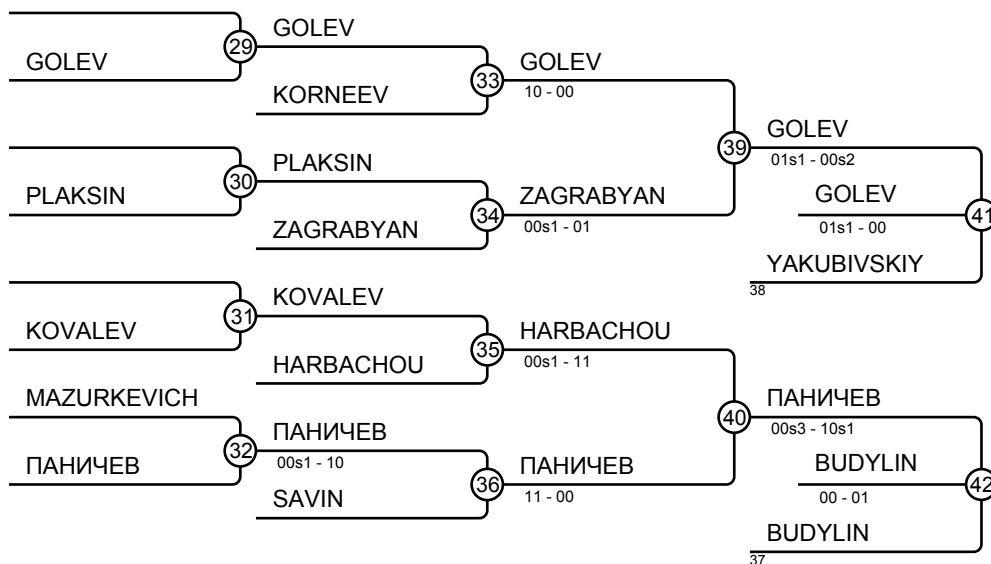 GOLEV
29
GOLEV
KORNEEV
33
GOLEV
10 - 00
PLAKSIN
30
PLAKSIN
ZAGRABYAN
34
ZAGRABYAN
00s1 - 01
39
GOLEV
01s1 - 00s2
GOLEV
01s1 - 00
41
YAKUBIVSKIY
38
KOVALEV
31
KOVALEV
HARBACHOU
35
HARBACHOU
00s1 - 11
MAZURKEVICH
ПАНИЧЕВ
32
ПАНИЧЕВ
00s1 - 10
SAVIN
36
ПАНИЧЕВ
11 - 00
40
ПАНИЧЕВ
00s3 - 10s1
BUDYLIN
00 - 01
42
BUDYLIN
37